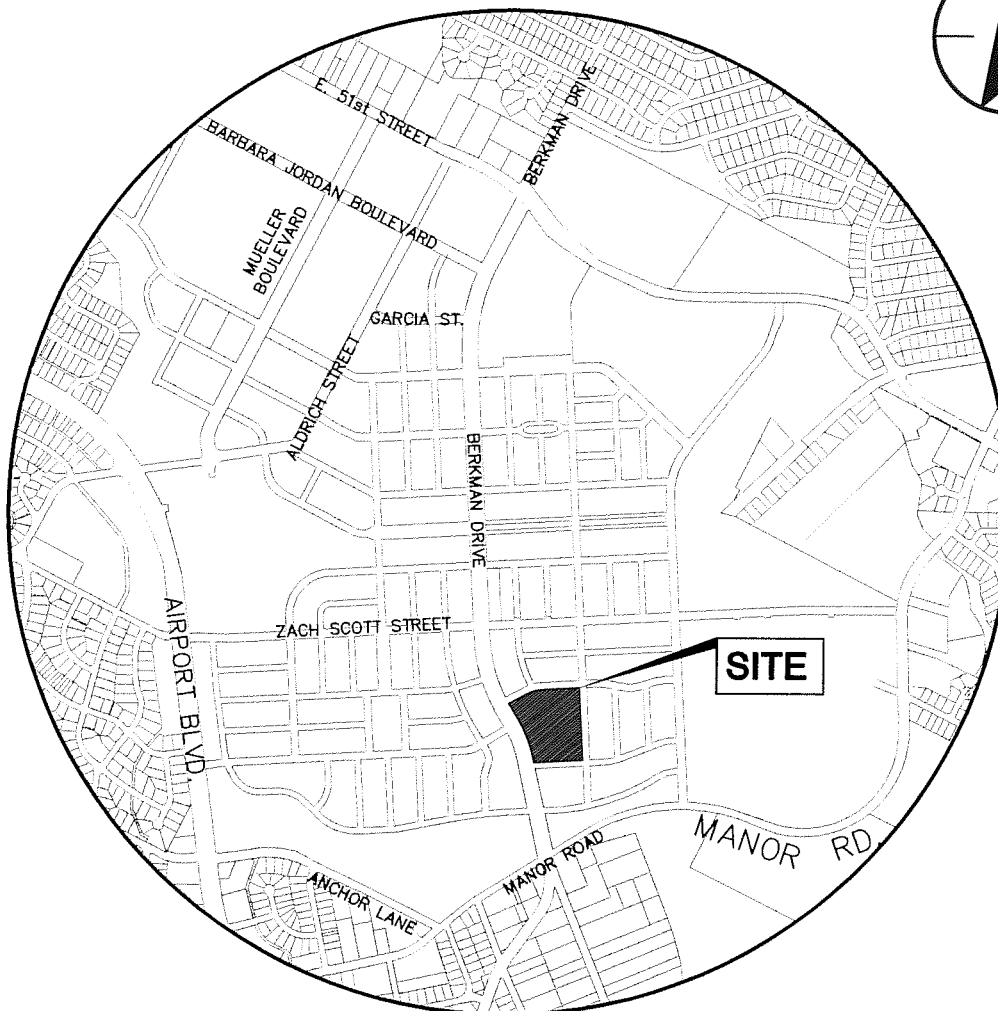 E. 51st STREET
BERKMAN DRIVE
BARBARA JORDAN BOULEVARD
MUELLER
BOULEVARD
GARCIA ST.
ALDRICH STREET
BERKMAN DRIVE
ZACH SCOTT STREET
AIRPORT BLVD.
SITE
MANOR RD.
MANOR ROAD
ANCHOR LANE